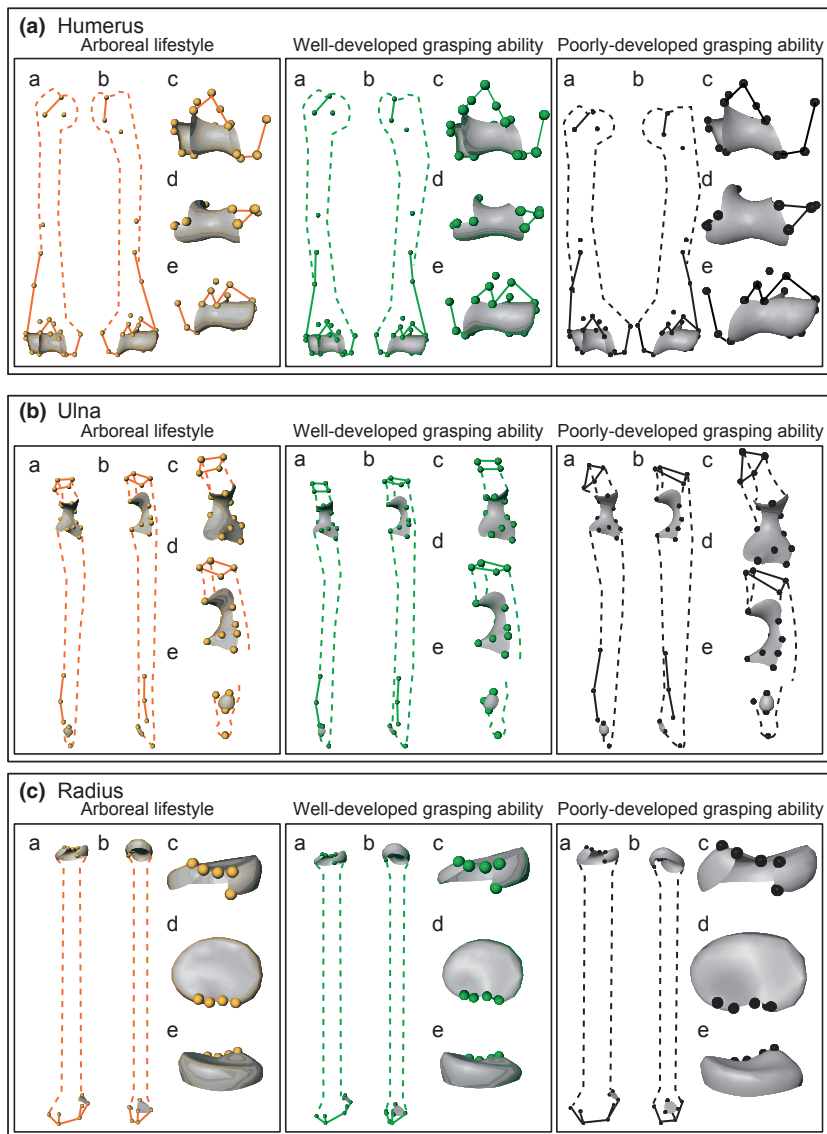 (a) Humerus
Arboreal lifestyle Well-developed grasping ability Poorly-developed grasping ability
a b c a b c a b c
d d d
e e e
(b) Ulna
Arboreal lifestyle Well-developed grasping ability Poorly-developed grasping ability
a b c a b c a b c
d d d
e e e
(c) Radius
Arboreal lifestyle Well-developed grasping ability Poorly-developed grasping ability
a b c a b c a b c
d d d
e e e